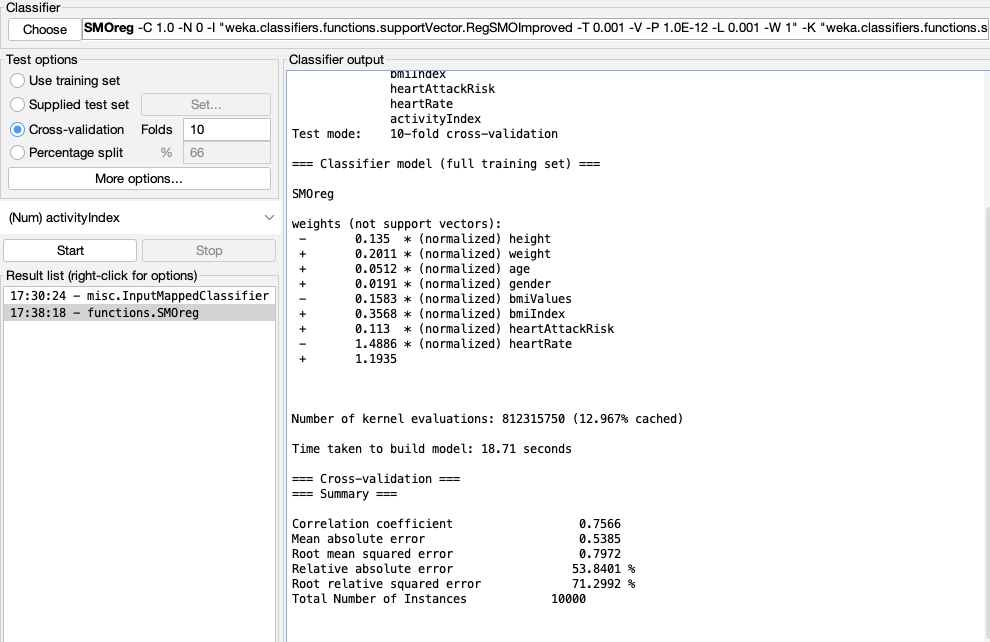 Classifier
Choose SMOreg -C 1.0 -N 0 -I "weka.classifiers.functions.supportVector.RegSMOImproved -T 0.001 -V -P 1.0E-12 -L 0.001 -W 1" -K "weka.classifiers.functions.s
Test options
Use training set
Supplied test set Set...
Cross-validation Folds 10
Percentage split % 66
More options...
(Num) activityIndex
Start Stop
Result list (right-click for options)
17:30:24 - misc.InputMappedClassifier
17:38:18 - functions.SMOreg
Classifier output
bmiIndex
heartAttackRisk
heartRate
activityIndex
Test mode: 10-fold cross-validation
=== Classifier model (full training set) ===
SMOreg
weights (not support vectors):
- 0.135 * (normalized) height
+ 0.2011 * (normalized) weight
+ 0.0512 * (normalized) age
+ 0.0191 * (normalized) gender
- 0.1583 * (normalized) bmiValues
+ 0.3568 * (normalized) bmiIndex
+ 0.113 * (normalized) heartAttackRisk
- 1.4886 * (normalized) heartRate
+ 1.1935
Number of kernel evaluations: 812315750 (12.967% cached)
Time taken to build model: 18.71 seconds
=== Cross-validation ===
=== Summary ===
Correlation coefficient 0.7566
Mean absolute error 0.5385
Root mean squared error 0.7972
Relative absolute error 53.8401 %
Root relative squared error 71.2992 %
Total Number of Instances 10000